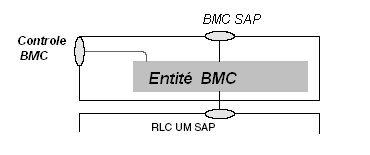 BMC SAP
Controle
BMC
Entité BMC
RLC UM SAP